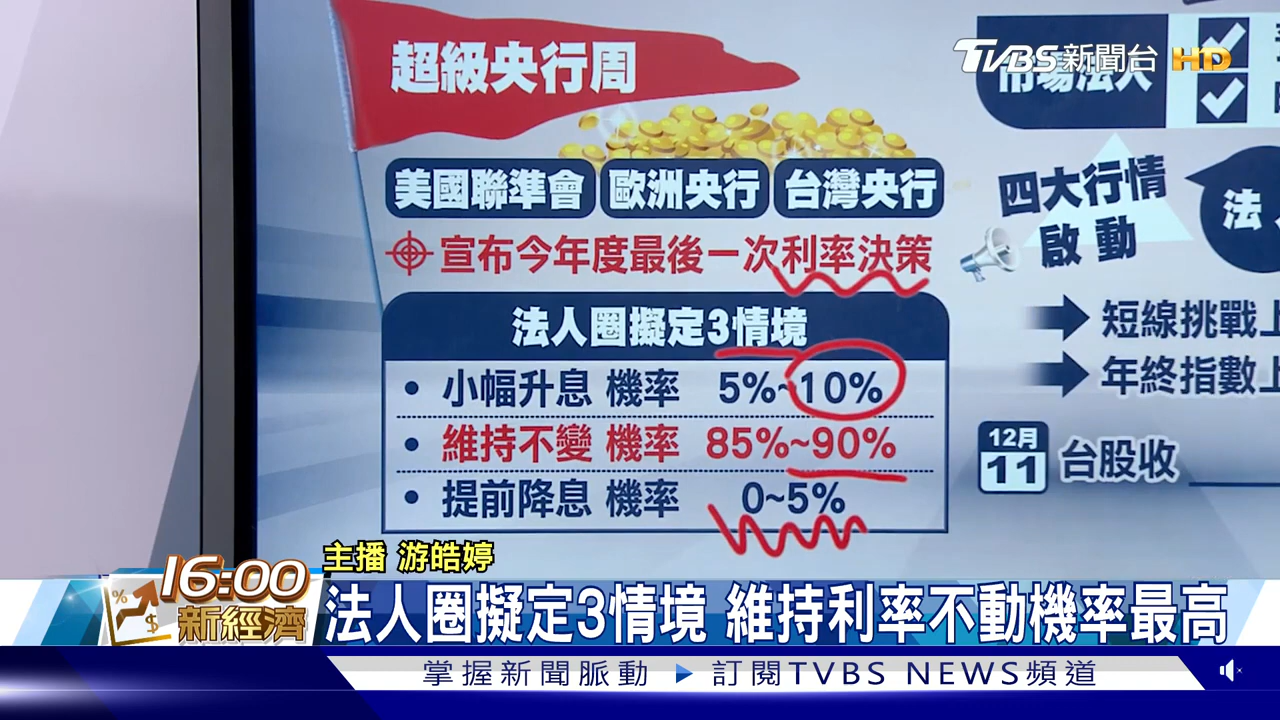 超級央行周
TVBS新聞台 HD
市場法人
美國聯準會 歐洲央行 台灣央行
宣布今年度最後一次利率決策
法人圈擬定3情境
• 小幅升息 機率 5%~10%
• 維持不變 機率 85%~90%
• 提前降息 機率 0~5%
四大行情
啟動
法
短線挑戰上
年終指數上
12月
11
台股收
主播 游皓婷
16:00
新經濟
% $
法人圈擬定3情境 維持利率不動機率最高
掌握新聞脈動 訂閱TVBS NEWS頻道